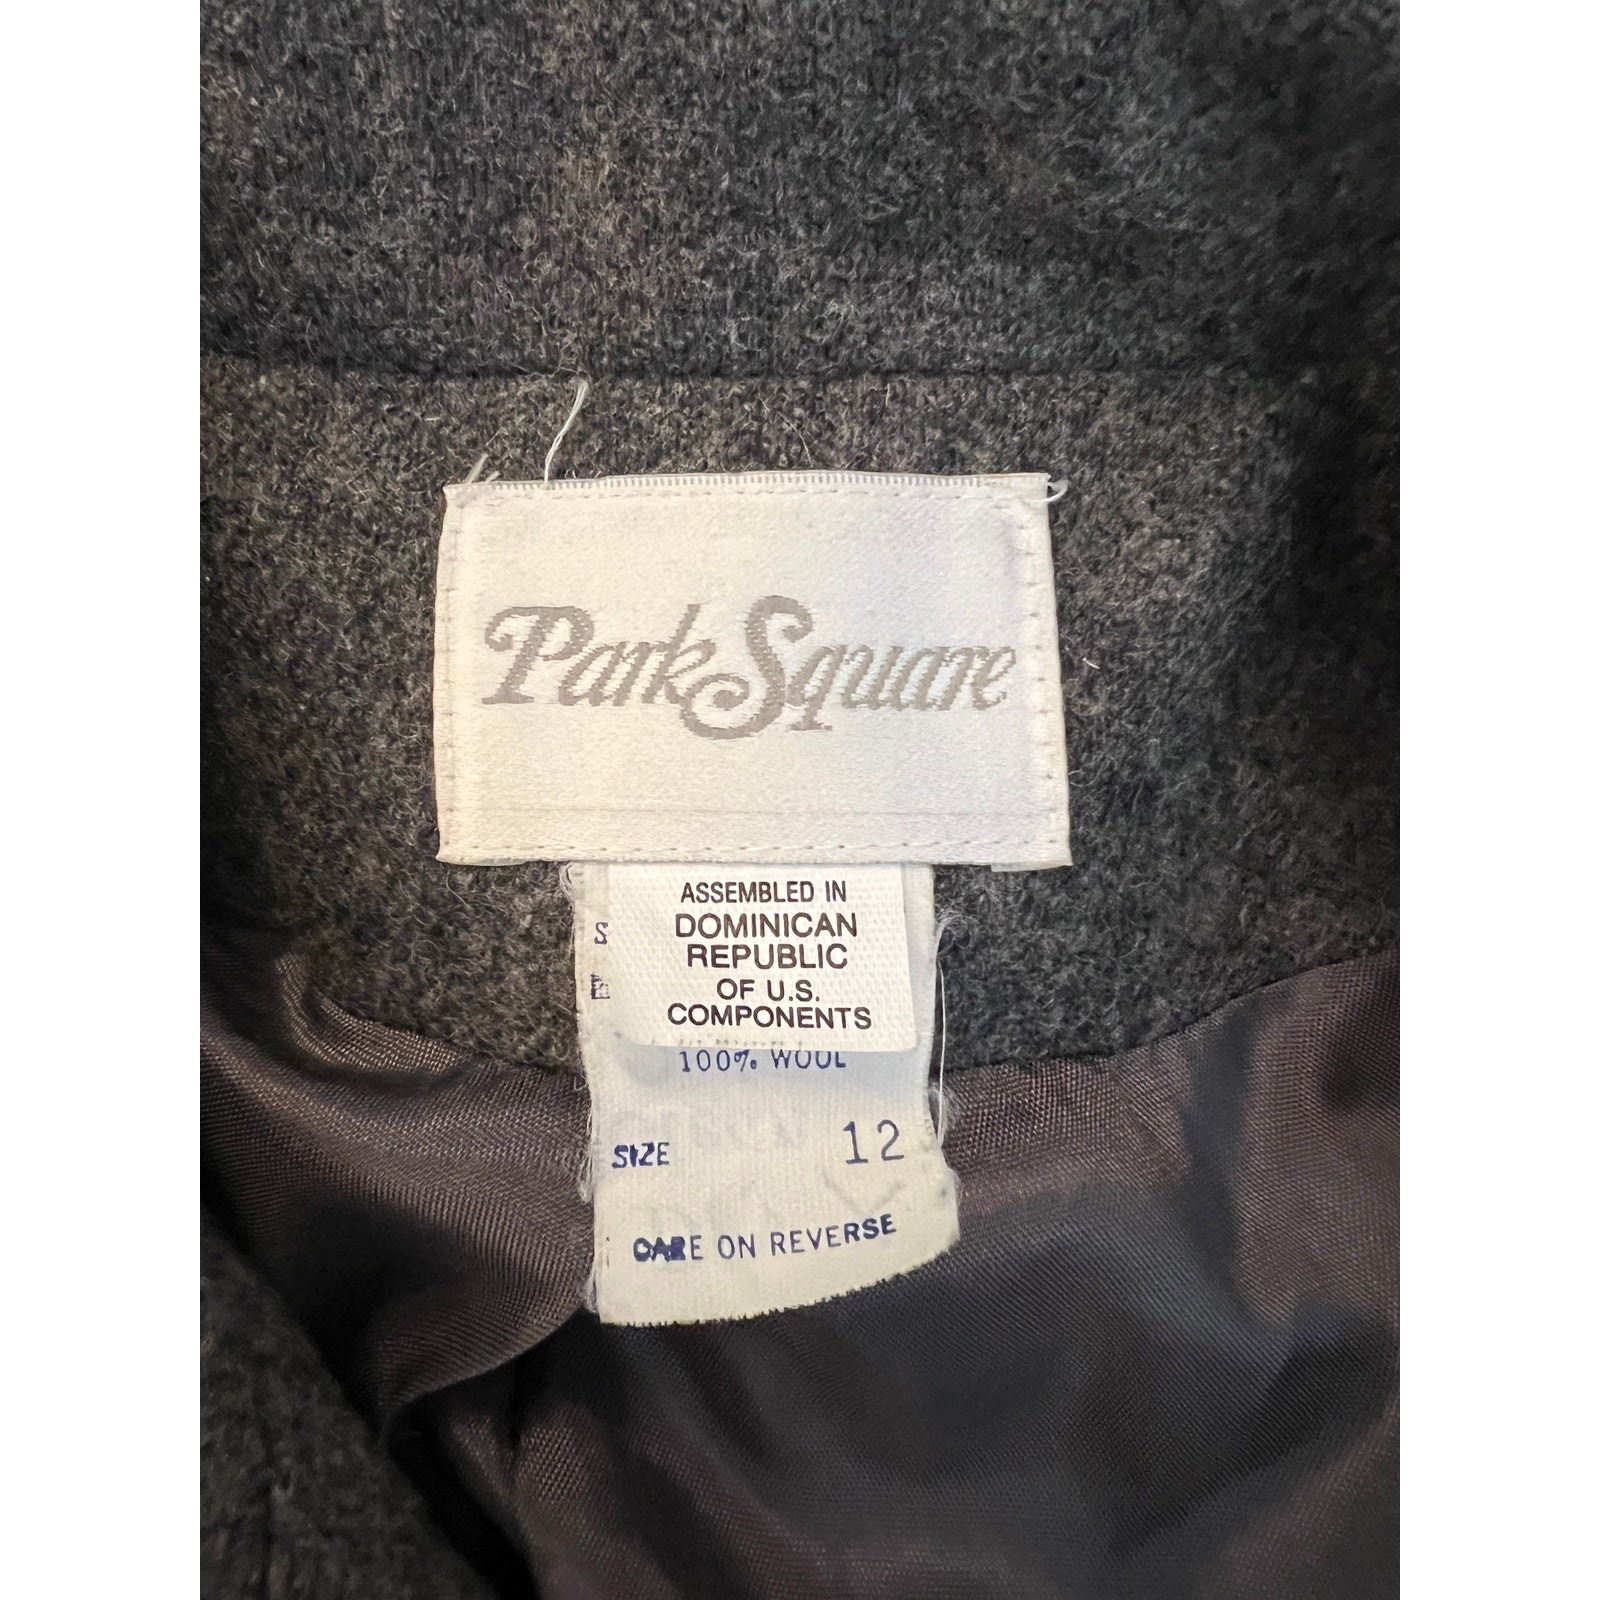 Park Square
ASSEMBLED IN
DOMINICAN
REPUBLIC
OF U.S.
COMPONENTS
S
100% WOOL
SIZE 12
CARE ON REVERSE